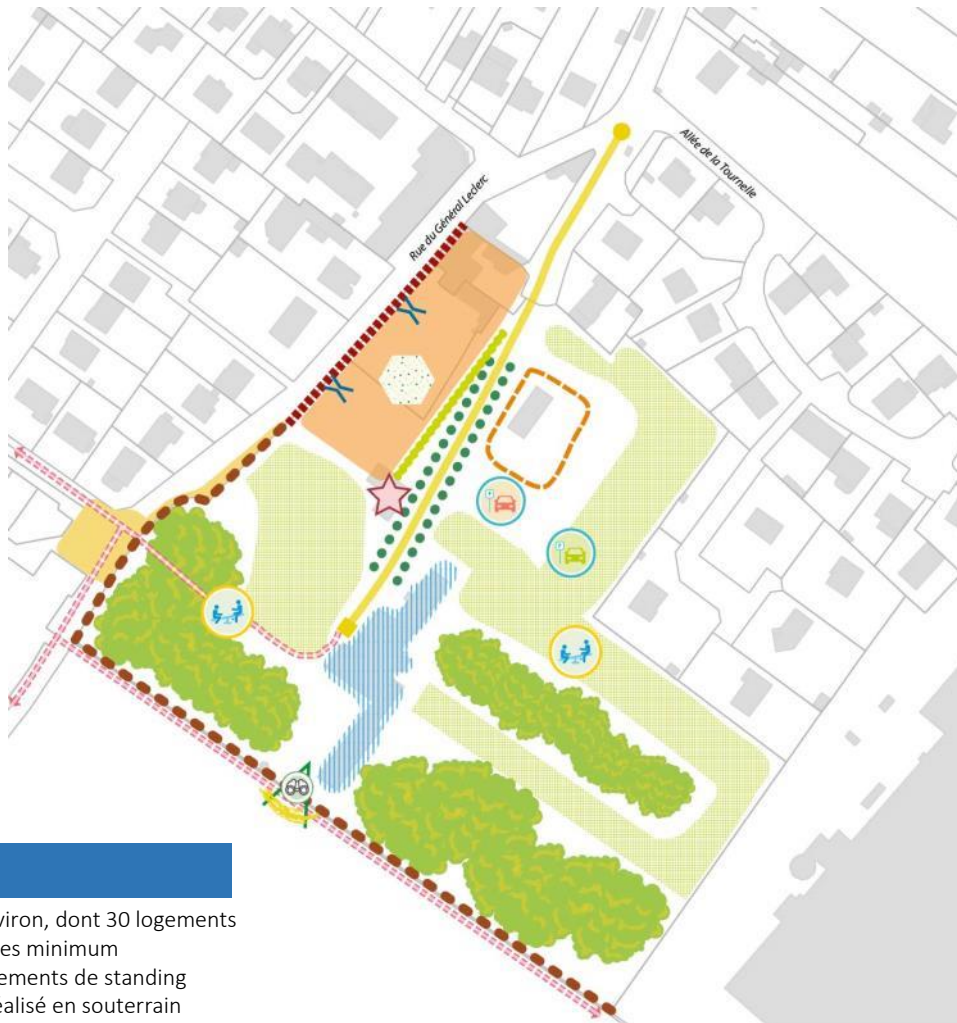 Allée de la Tournelle
Rue du Général Leclerc
P
P
viron, dont 30 logements
es minimum
ements de standing
alisé en souterrain